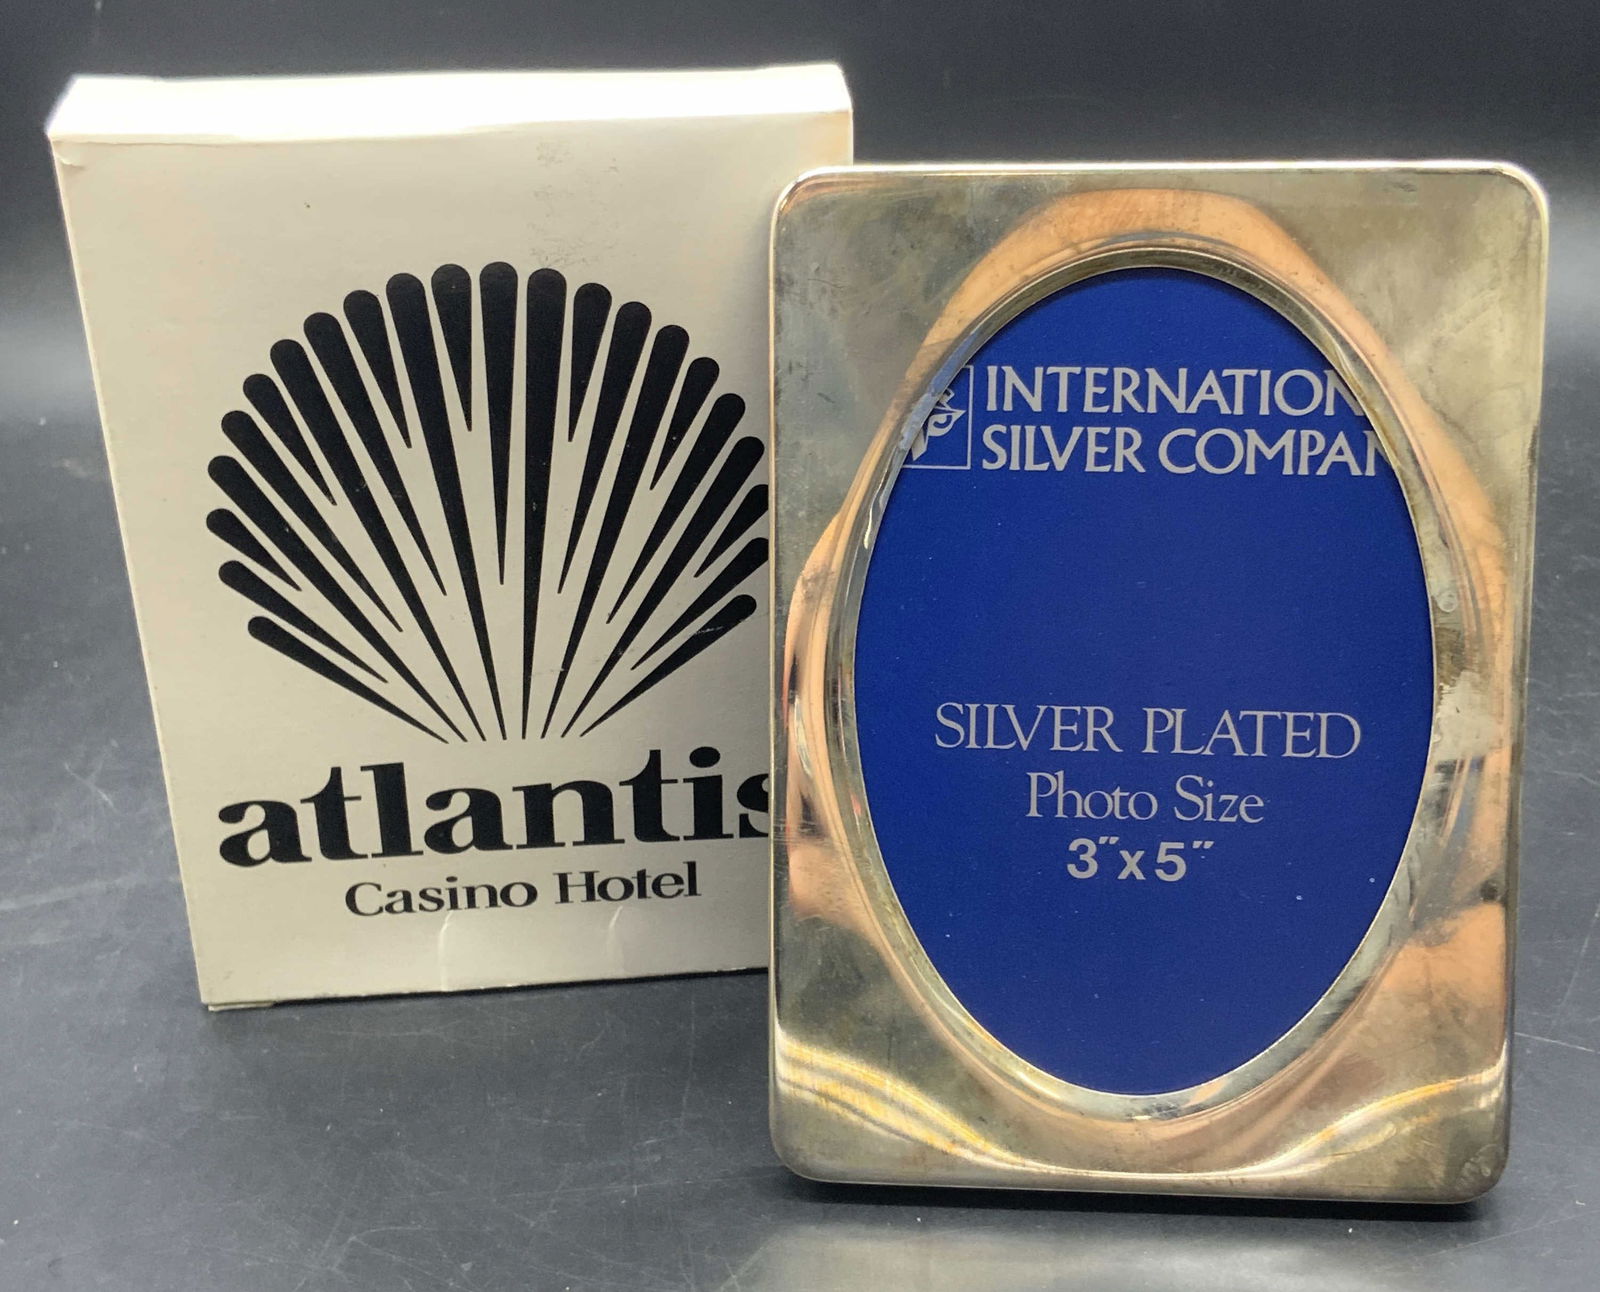 atlantis
Casino Hotel
INTERNATION
SILVER COMPAN
SILVER PLATED
Photo Size
3"x5"